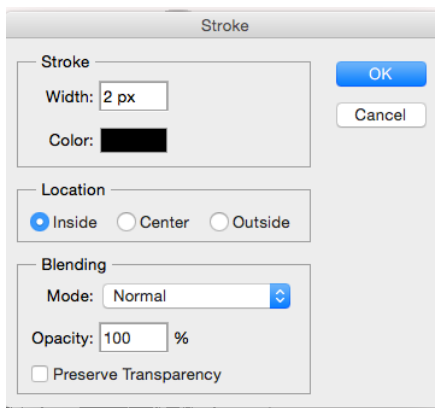 Stroke
Stroke
OK
Width: 2 px
Cancel
Color:
Location
Inside Center Outside
Blending
Mode: Normal
Opacity: 100 %
Preserve Transparency